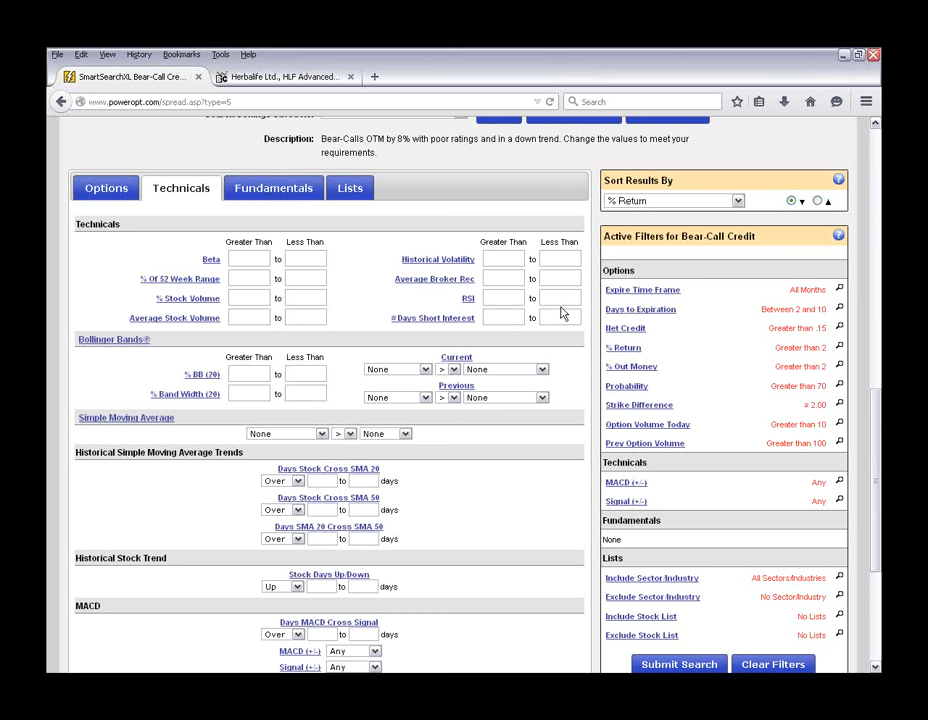 File Edit View History Bookmarks Tools Help
SmartSearchXL Bear-Call Cre... × Herbalife Ltd., HLF Advanced... × +
www.poweropt.com/spread.asp?type=5 Search
Description: Bear-Calls OTM by 8% with poor ratings and in a down trend. Change the values to meet your
requirements.
Options Technicals Fundamentals Lists
Technicals
Greater Than Less Than Greater Than Less Than
Beta to Historical Volatility to
% Of 52 Week Range to Average Broker Rec to
% Stock Volume to RSI to
Average Stock Volume to # Days Short Interest to
Bollinger Bands®
Greater Than Less Than Current
% BB (20) to None > None
Previous
% Band Width (20) to None > None
Simple Moving Average
None > None
Historical Simple Moving Average Trends
Days Stock Cross SMA 20
Over to days
Days Stock Cross SMA 50
Over to days
Days SMA 20 Cross SMA 50
Over to days
Historical Stock Trend
Stock Days Up/Down
Up to days
MACD
Days MACD Cross Signal
Over to days
MACD (+/-) Any
Signal (+/-) Any
Sort Results By
% Return
Active Filters for Bear-Call Credit
Options
Expire Time Frame All Months
Days to Expiration Between 2 and 10
Net Credit Greater than .15
% Return Greater than 2
% Out Money Greater than 2
Probability Greater than 70
Strike Difference ≥ 2.00
Option Volume Today Greater than 10
Prev Option Volume Greater than 100
Technicals
MACD (+/-) Any
Signal (+/-) Any
Fundamentals
None
Lists
Include Sector/Industry All Sectors/Industries
Exclude Sector/Industry No Sector/Industry
Include Stock List No Lists
Exclude Stock List No Lists
Submit Search Clear Filters